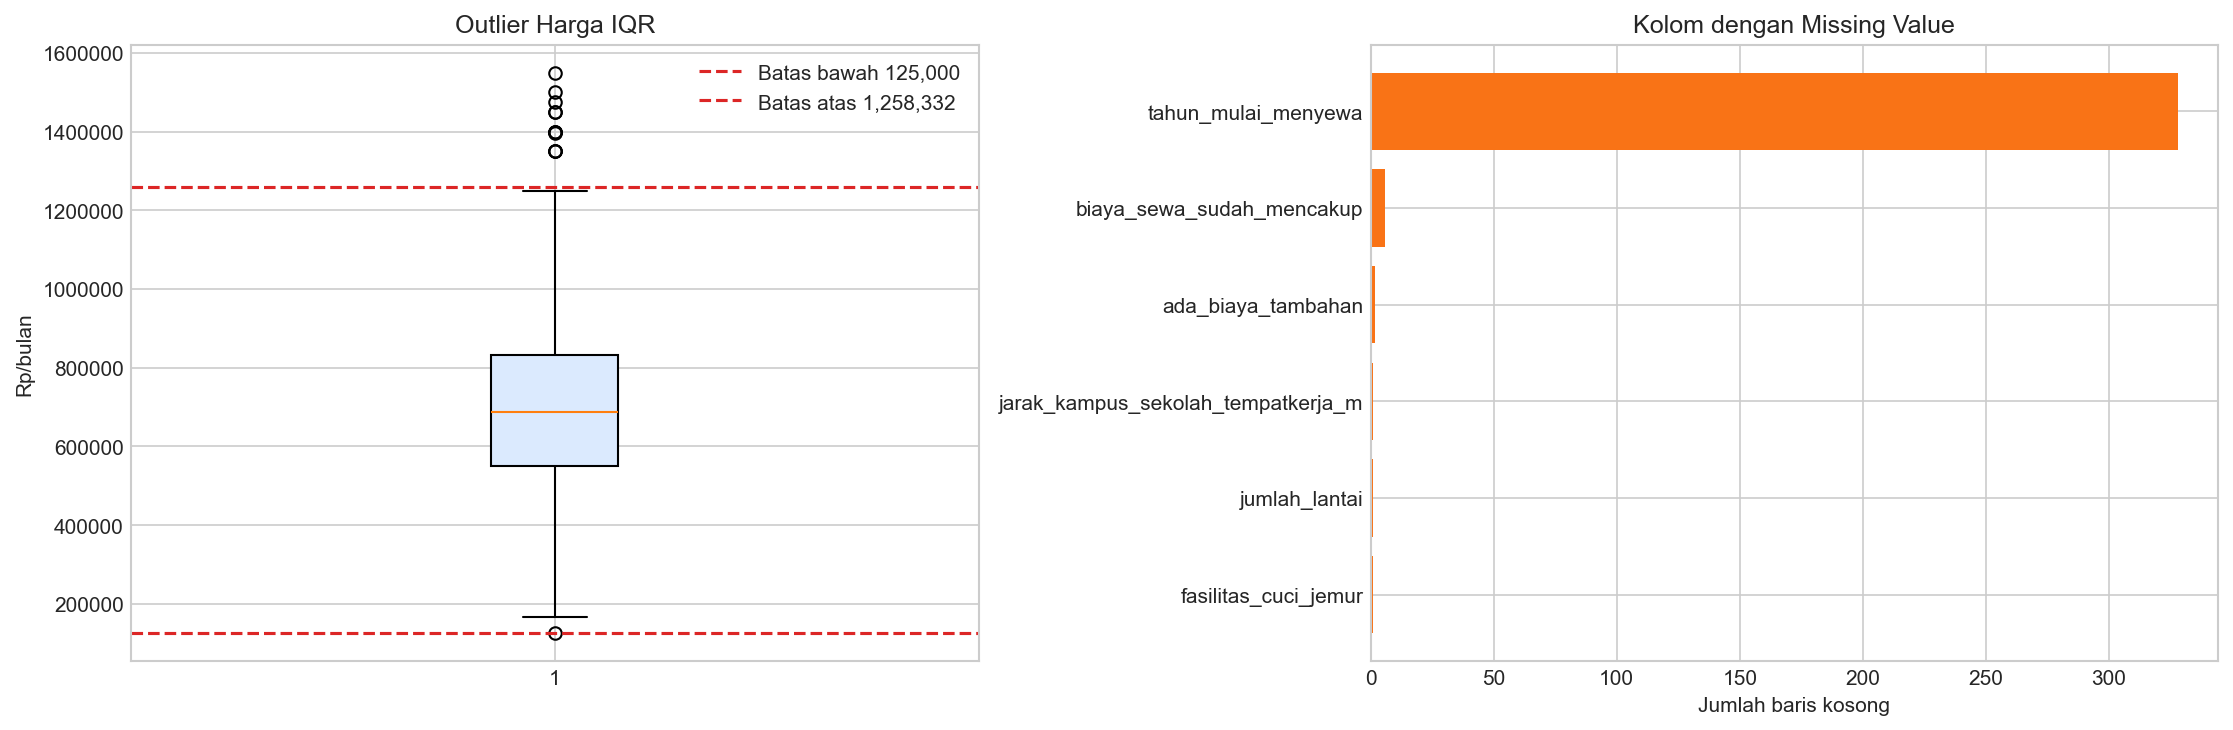 Outlier Harga IQR
1600000
1400000
1200000
1000000
800000
600000
400000
200000
Rp/bulan
Batas bawah 125,000
Batas atas 1,258,332
1
Kolom dengan Missing Value
tahun_mulai_menyewa
biaya_sewa_sudah_mencakup
ada_biaya_tambahan
jarak_kampus_sekolah_tempatkerja_m
jumlah_lantai
fasilitas_cuci_jemur
0 50 100 150 200 250 300
Jumlah baris kosong